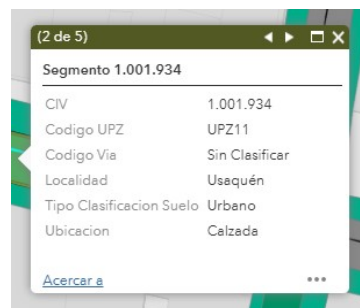 (2 de 5)
Segmento 1.001.934
CIV 1.001.934
Codigo UPZ UPZ11
Codigo Via Sin Clasificar
Localidad Usaquén
Tipo Clasificacion Suelo Urbano
Ubicacion Calzada
Acercar a